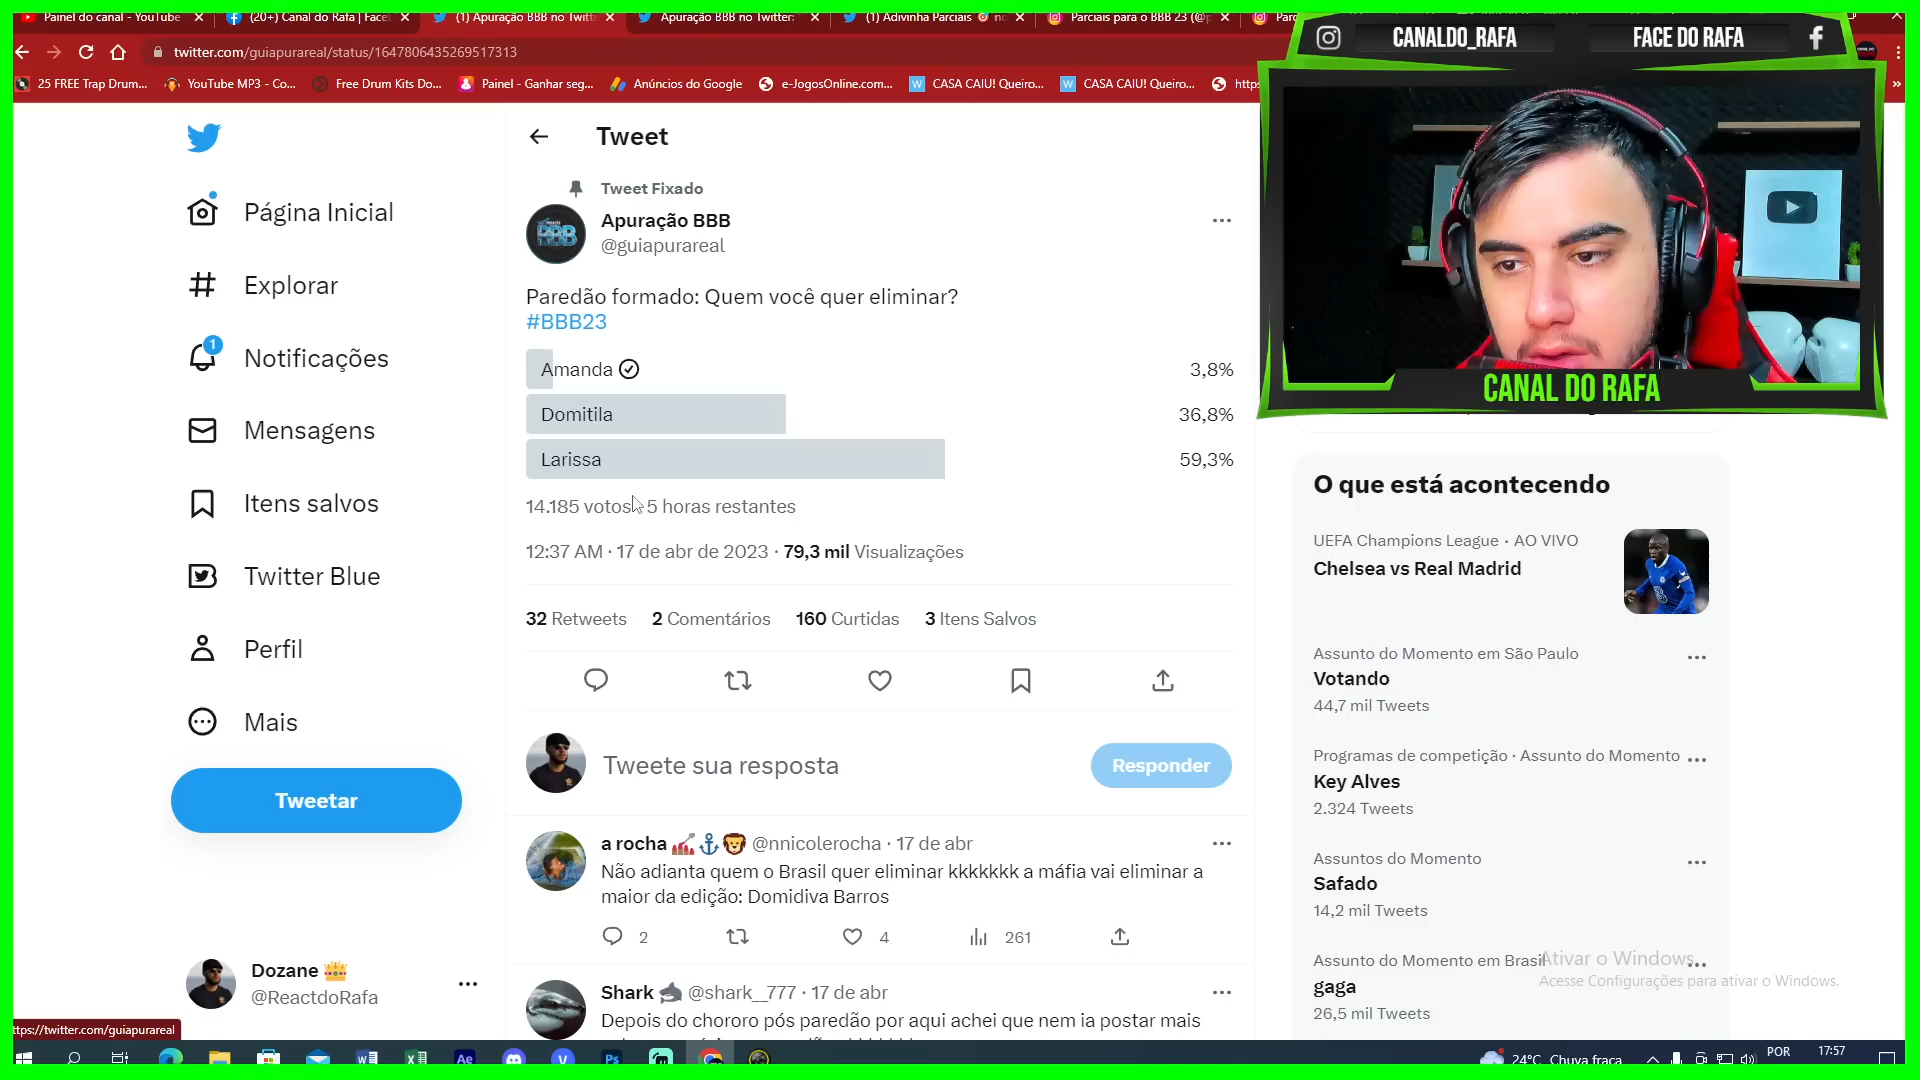 Painel do canal - YouTube
(20+) Canal do Rafa | Face
(1) Apuração BBB no Twitt
Apuração BBB no Twitter:
(1) Adivinha Parciais
Parciais para o BBB 23 (@p
Parc
twitter.com/guiapurareal/status/1647806435269517313
25 FREE Trap Drum...
YouTube MP3 - Co...
Free Drum Kits Do...
Painel - Ganhar seg...
Anúncios do Google
e-JogosOnline.com...
CASA CAIU! Queiro...
CASA CAIU! Queiro...
http
CANALDO_RAFA
FACE DO RAFA
CANAL DO RAFA
Página Inicial
Explorar
1
Notificações
Mensagens
Itens salvos
Twitter Blue
Perfil
Mais
Tweetar
Dozane 👑
@ReactdoRafa
Tweet
Tweet Fixado
Apuração BBB
@guiapurareal
Paredão formado: Quem você quer eliminar?
#BBB23
Amanda 3,8%
Domitila 36,8%
Larissa 59,3%
14.185 votos 5 horas restantes
12:37 AM · 17 de abr de 2023 · 79,3 mil Visualizações
32 Retweets 2 Comentários 160 Curtidas 3 Itens Salvos
Tweete sua resposta
Responder
a rocha 💅⚓🦁 @nnicolerocha · 17 de abr
Não adianta quem o Brasil quer eliminar kkkkkkk a máfia vai eliminar a
maior da edição: Domidiva Barros
2 4 261
Shark 🦈 @shark__777 · 17 de abr
Depois do chororo pós paredão por aqui achei que nem ia postar mais
O que está acontecendo
UEFA Champions League · AO VIVO
Chelsea vs Real Madrid
Assunto do Momento em São Paulo
Votando
44,7 mil Tweets
Programas de competição · Assunto do Momento
Key Alves
2.324 Tweets
Assuntos do Momento
Safado
14,2 mil Tweets
Assunto do Momento em Brasil
gaga
26,5 mil Tweets
Ativar o Windows
Acesse Configurações para ativar o Windows.
ttps://twitter.com/guiapurareal
24°C Chuva fraca
POR
17:57